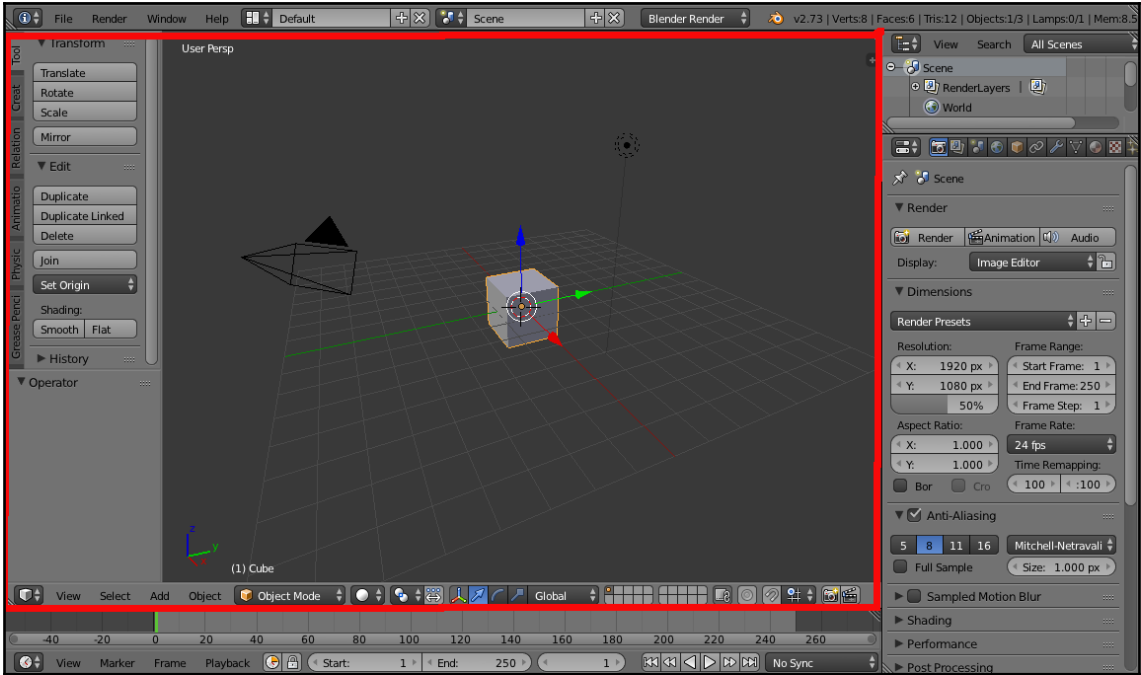 File Render Window Help Default Scene Blender Render v2.73 | Verts:8 | Faces:6 | Tris:12 | Objects:1/3 | Lamps:0/1 | Mem:8.5
Tool
Creat
Relation
Animatio
Physic
Grease Penci
Transform
Translate
Rotate
Scale
Mirror
Edit
Duplicate
Duplicate Linked
Delete
Join
Set Origin
Shading:
Smooth Flat
History
Operator
User Persp
z
y
x
(1) Cube
View Select Add Object Object Mode Global
-40 -20 0 20 40 60 80 100 120 140 160 180 200 220 240 260
View Marker Frame Playback Start: 1 End: 250 1 No Sync
View Search All Scenes
Scene
RenderLayers |
World
Scene
Render
Render Animation Audio
Display: Image Editor
Dimensions
Render Presets
Resolution: Frame Range:
X: 1920 px Start Frame: 1
Y: 1080 px End Frame: 250
50% Frame Step: 1
Aspect Ratio: Frame Rate:
X: 1.000 24 fps
Y: 1.000 Time Remapping:
Bor Cro 100 :100
Anti-Aliasing
5 8 11 16 Mitchell-Netravali
Full Sample Size: 1.000 px
Sampled Motion Blur
Shading
Performance
Post Processing